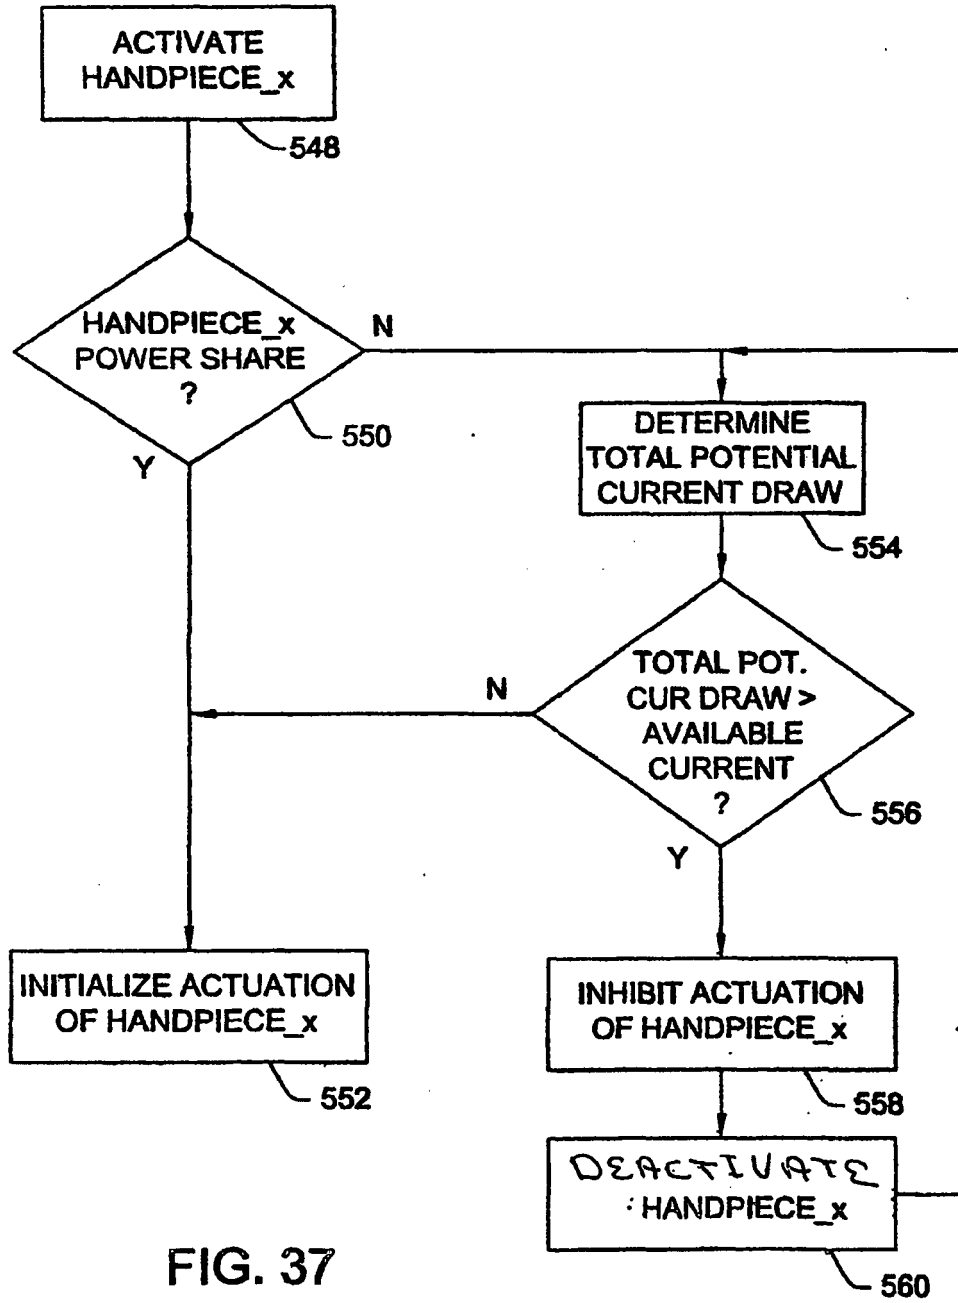 ACTIVATE
HANDPIECE_x
548
HANDPIECE_x
POWER SHARE
?
550
N
Y
DETERMINE
TOTAL POTENTIAL
CURRENT DRAW
554
TOTAL POT.
CUR DRAW >
AVAILABLE
CURRENT
?
556
N
Y
INITIALIZE ACTUATION
OF HANDPIECE_x
552
INHIBIT ACTUATION
OF HANDPIECE_x
558
DEACTIVATE
HANDPIECE_x
560
FIG. 37